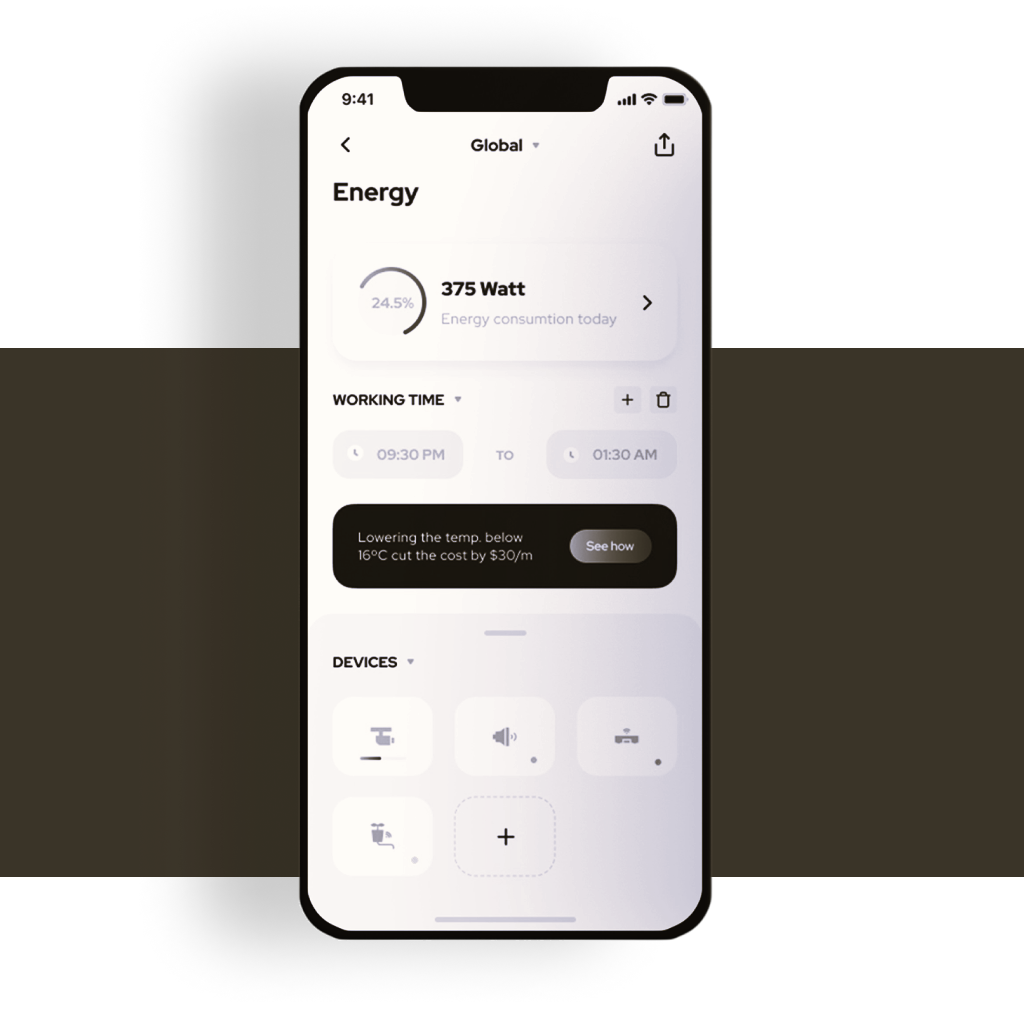 9:41
Global
Energy
24.5%
375 Watt
Energy consumtion today
WORKING TIME
09:30 PM TO 01:30 AM
Lowering the temp. below
16ºC cut the cost by $30/m
See how
DEVICES